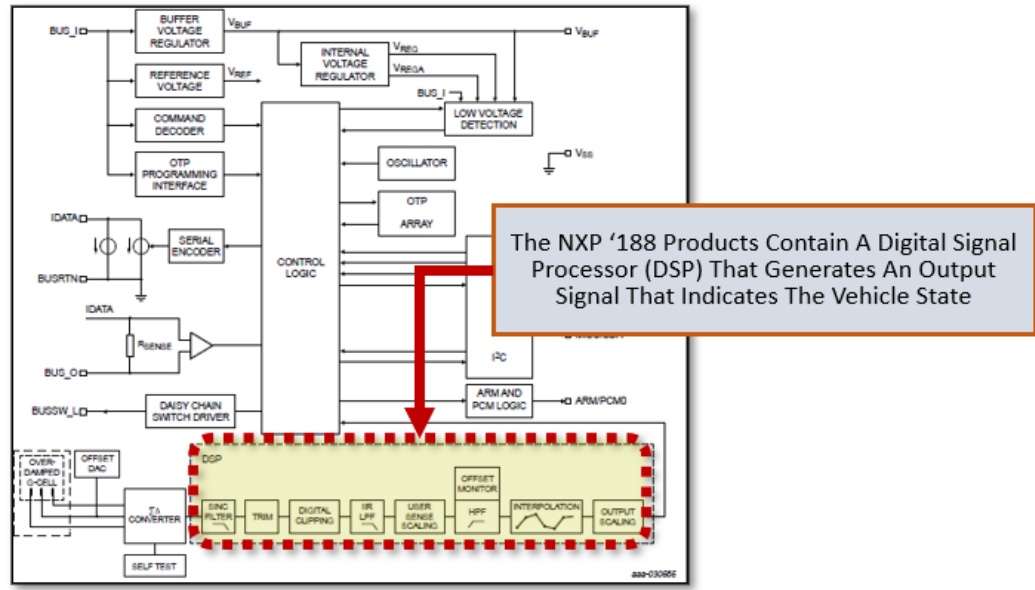 BUS_I
BUFFER
VOLTAGE
REGULATOR
VBUF
VBUF
REFERENCE
VOLTAGE
VREF
INTERNAL
VOLTAGE
REGULATOR
VREG
VREGA
BUS_I
LOW VOLTAGE
DETECTION
COMMAND
DECODER
OTP
PROGRAMMING
INTERFACE
OSCILLATOR
VSS
OTP
ARRAY
IDATA
SERIAL
ENCODER
BUSRTN
CONTROL
LOGIC
The NXP ‘188 Products Contain A Digital Signal
Processor (DSP) That Generates An Output
Signal That Indicates The Vehicle State
IDATA
RSENSE
BUS_O
I2C
ARM AND
PCM LOGIC
ARM/PCM0
BUSSW_L
DAISY CHAIN
SWITCH DRIVER
DSP
OVER-
DAMPED
G-CELL
OFFSET
DAC
ΣΔ
CONVERTER
SELF TEST
SINC
FILTER
TRIM
DIGITAL
CLIPPING
IIR
LPF
USER
SENSE
SCALING
OFFSET
MONITOR
HPF
INTERPOLATION
OUTPUT
SCALING
aaa-030565